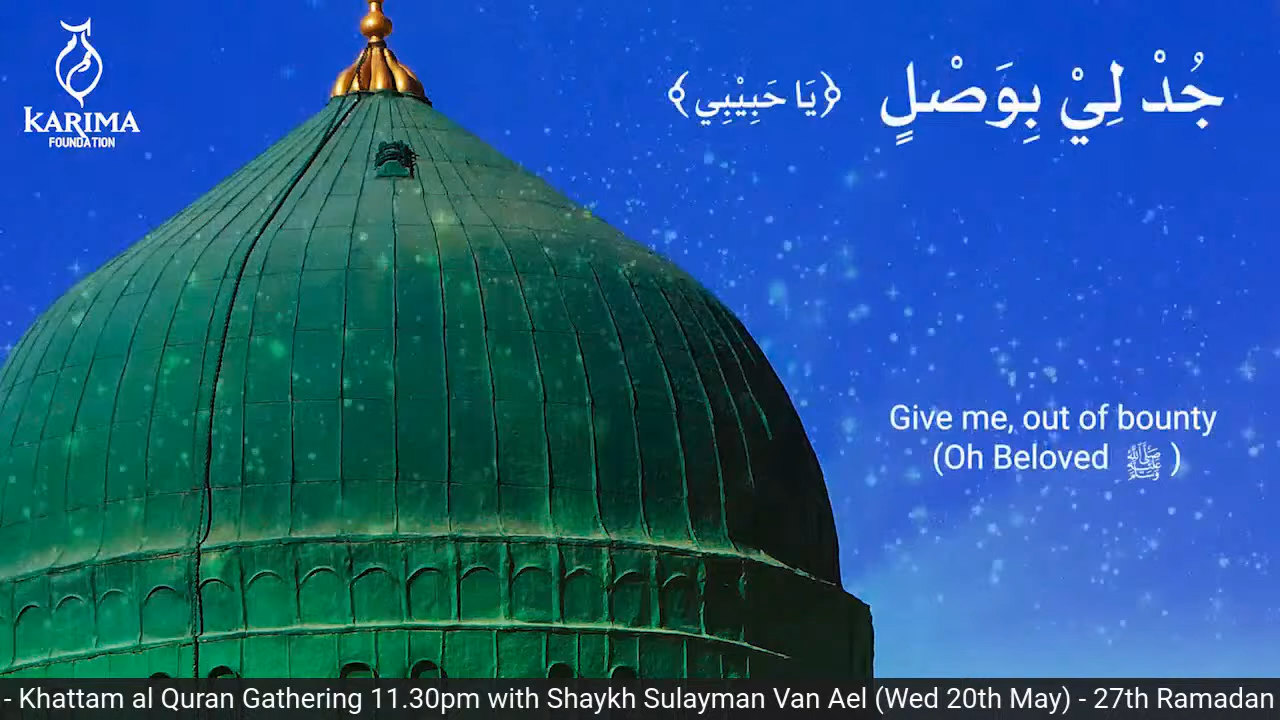 KARIMA
FOUNDATION
جُدْ لِيْ بِوَصْلٍ ﴿يَا حَبِيْبِي﴾
Give me, out of bounty
(Oh Beloved ﷺ )
- Khattam al Quran Gathering 11.30pm with Shaykh Sulayman Van Ael (Wed 20th May) - 27th Ramadan